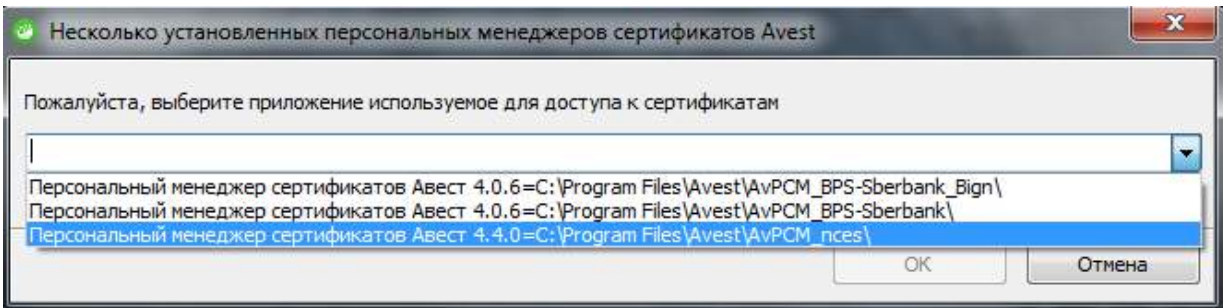 Несколько установленных персональных менеджеров сертификатов Avest
Пожалуйста, выберите приложение используемое для доступа к сертификатам
Персональный менеджер сертификатов Авест 4.0.6=C:\Program Files\Avest\AvPCM_BPS-Sberbank_Bign\
Персональный менеджер сертификатов Авест 4.0.6=C:\Program Files\Avest\AvPCM_BPS-Sberbank\
Персональный менеджер сертификатов Авест 4.4.0=C:\Program Files\Avest\AvPCM_nces\
OK Отмена